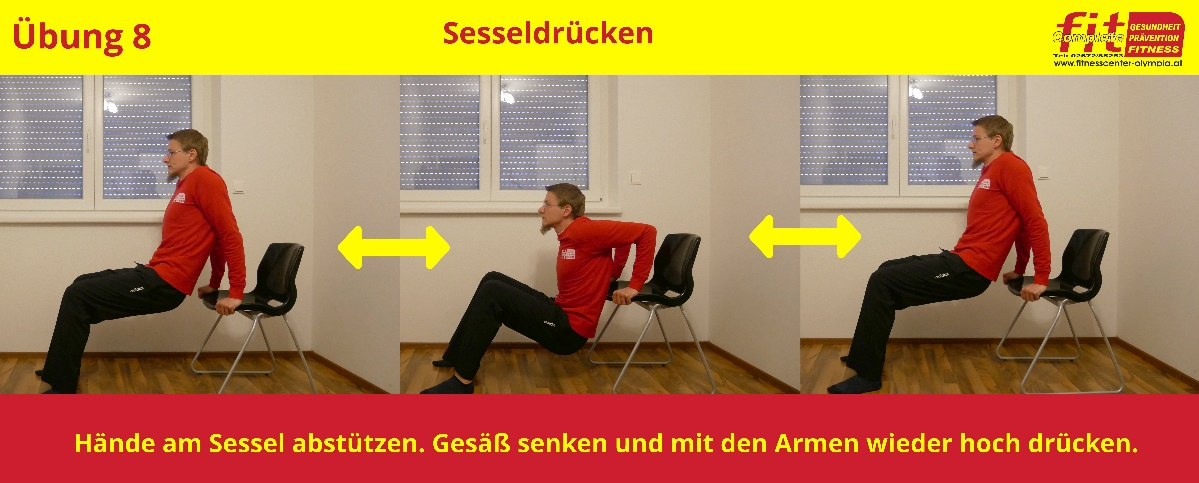 Übung 8
Sesseldrücken
fit
Complete
GESUNDHEIT
PRÄVENTION
FITNESS
www.fitnesscenter-olympia.at
Hände am Sessel abstützen. Gesäß senken und mit den Armen wieder hoch drücken.